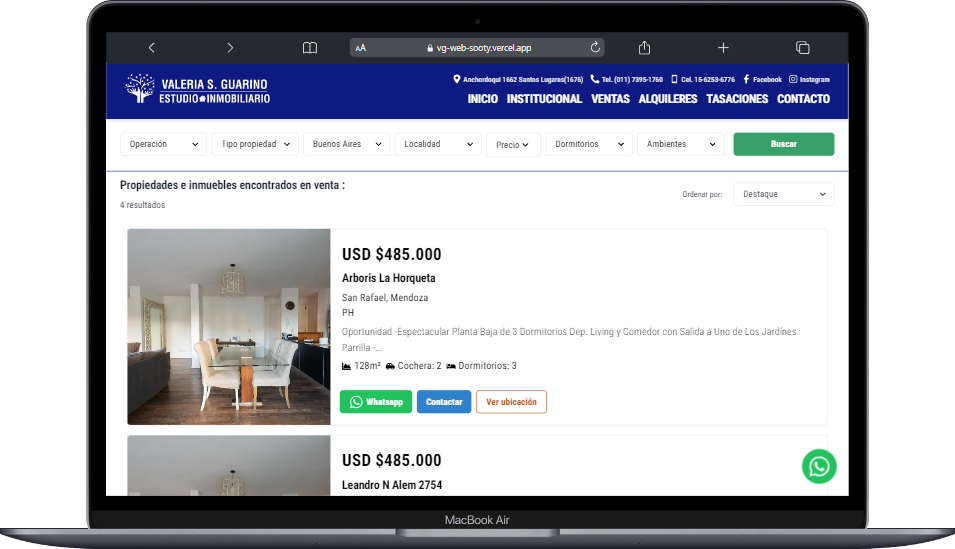 AA vg-web-sooty.vercel.app
VALERIA S. GUARINO
ESTUDIO INMOBILIARIO
Anchordoqui 1662 Santos Lugares(1676) Tel. (011) 7395-1760 Cel. 15-6253-6776 Facebook Instagram
INICIO INSTITUCIONAL VENTAS ALQUILERES TASACIONES CONTACTO
Operación Tipo propiedad Buenos Aires Localidad Precio Dormitorios Ambientes Buscar
Propiedades e inmuebles encontrados en venta :
4 resultados
Ordenar por: Destaque
USD $485.000
Arboris La Horqueta
San Rafael, Mendoza
PH
Oportunidad -Espectacular Planta Baja de 3 Dormitorios Dep. Living y Comedor con Salida a Uno de Los Jardínes
Parrilla -...
128m² Cochera: 2 Dormitorios: 3
Whatsapp Contactar Ver ubicación
USD $485.000
Leandro N Alem 2754
MacBook Air